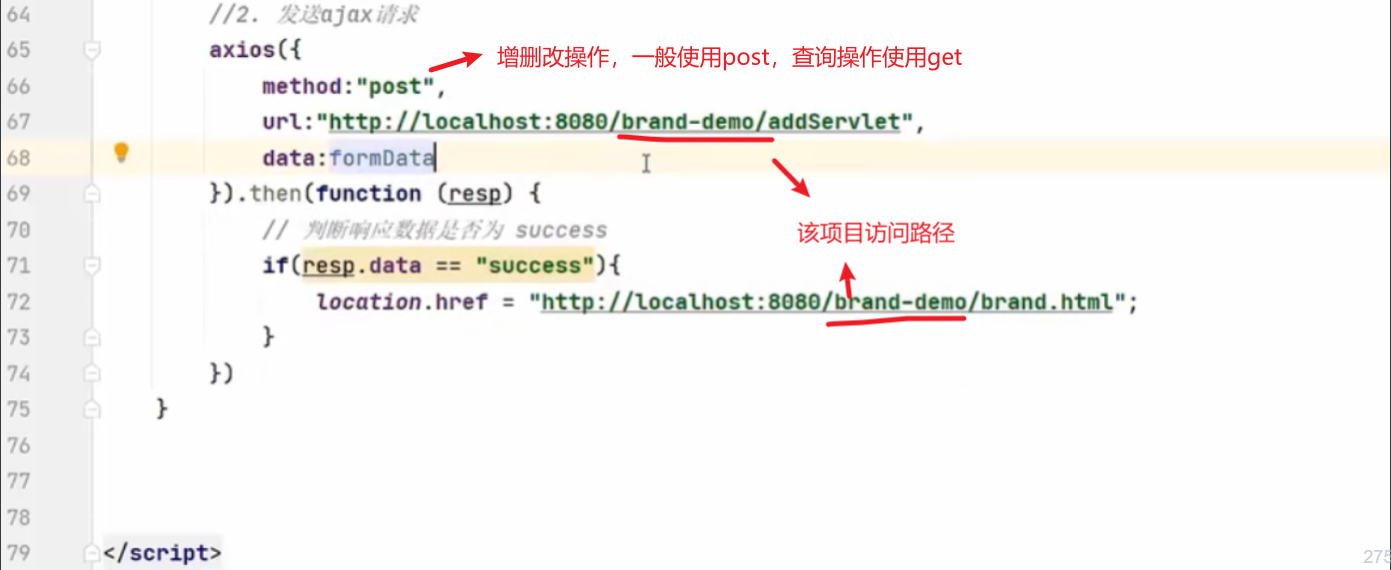 64 //2. 发送ajax请求
65 axios({
增删改操作，一般使用post，查询操作使用get
66 method:"post",
67 url:"http://localhost:8080/brand-demo/addServlet",
68 data:formData
69 }).then(function (resp) {
70 // 判断响应数据是否为 success
该项目访问路径
71 if(resp.data == "success"){
72 location.href = "http://localhost:8080/brand-demo/brand.html";
73 }
74 })
75 }
76
77
78
79 </script>
275